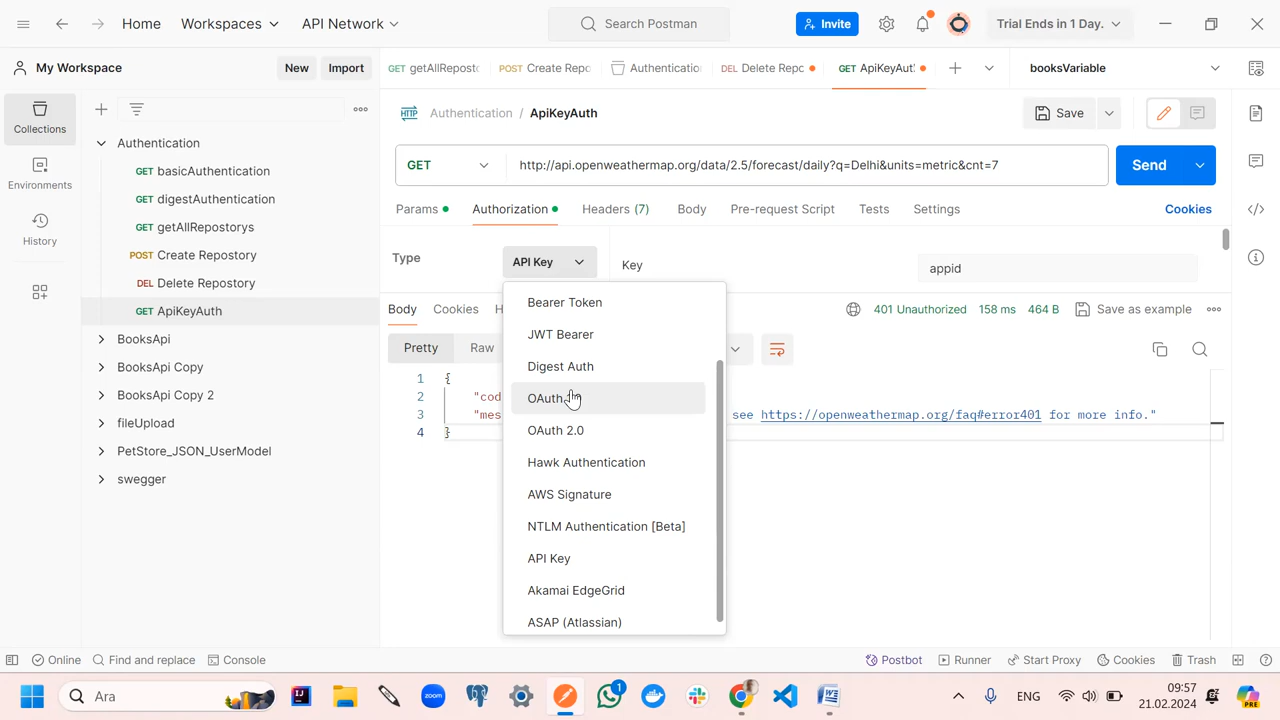 Home
Workspaces
API Network
Search Postman
Invite
Trial Ends in 1 Day.
My Workspace
New
Import
GET getAllReposto
POST Create Repo
Authenticatio
DEL Delete Repo
GET ApiKeyAut
booksVariable
Collections
Environments
History
Authentication
GET basicAuthentication
GET digestAuthentication
GET getAllRepostorys
POST Create Repostory
DEL Delete Repostory
GET ApiKeyAuth
BooksApi
BooksApi Copy
BooksApi Copy 2
fileUpload
PetStore_JSON_UserModel
swegger
HTTP
Authentication / ApiKeyAuth
Save
GET
http://api.openweathermap.org/data/2.5/forecast/daily?q=Delhi&units=metric&cnt=7
Send
Params
Authorization
Headers (7)
Body
Pre-request Script
Tests
Settings
Cookies
Type
API Key
Key
appid
Bearer Token
JWT Bearer
Digest Auth
OAuth
OAuth 2.0
Hawk Authentication
AWS Signature
NTLM Authentication [Beta]
API Key
Akamai EdgeGrid
ASAP (Atlassian)
Body
Cookies
H
401 Unauthorized
158 ms
464 B
Save as example
Pretty
Raw
1 {
2 "cod
3 "mes see https://openweathermap.org/faq#error401 for more info."
4 }
Online
Find and replace
Console
Postbot
Runner
Start Proxy
Cookies
Trash
Ara
zoom
1
ENG
09:57
21.02.2024
PRE